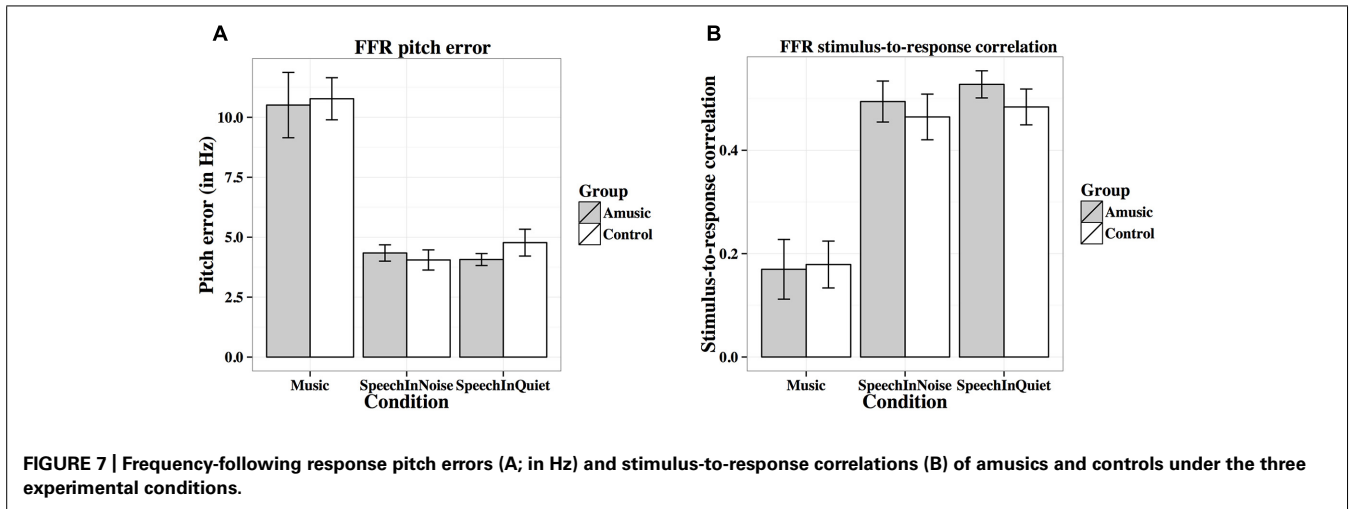 A
FFR pitch error
Pitch error (in Hz)
10.0
7.5
5.0
2.5
0.0
Music SpeechInNoise SpeechInQuiet
Condition
Group
Amusic
Control
B
FFR stimulus-to-response correlation
Stimulus-to-response correlation
0.4
0.2
0.0
Music SpeechInNoise SpeechInQuiet
Condition
Group
Amusic
Control
FIGURE 7 | Frequency-following response pitch errors (A; in Hz) and stimulus-to-response correlations (B) of amusics and controls under the three
experimental conditions.